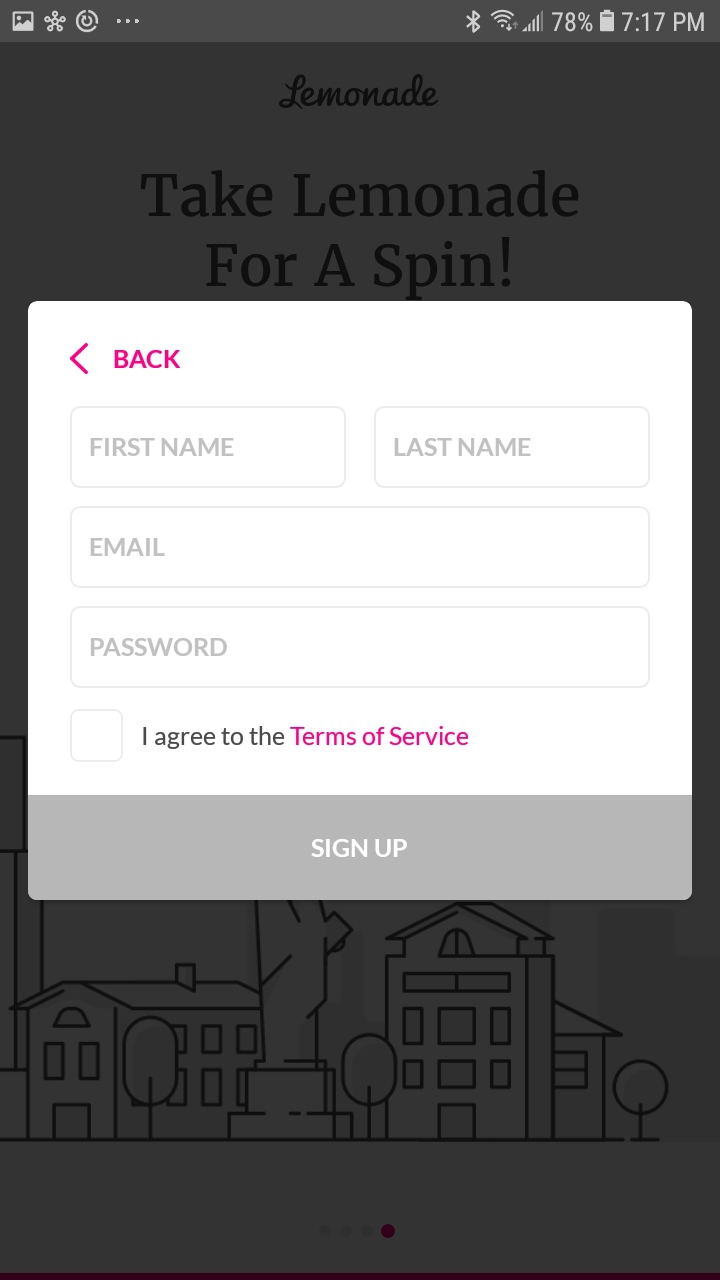 78% 7:17 PM
Lemonade
Take Lemonade
For A Spin!
BACK
FIRST NAME
LAST NAME
EMAIL
PASSWORD
I agree to the Terms of Service
SIGN UP